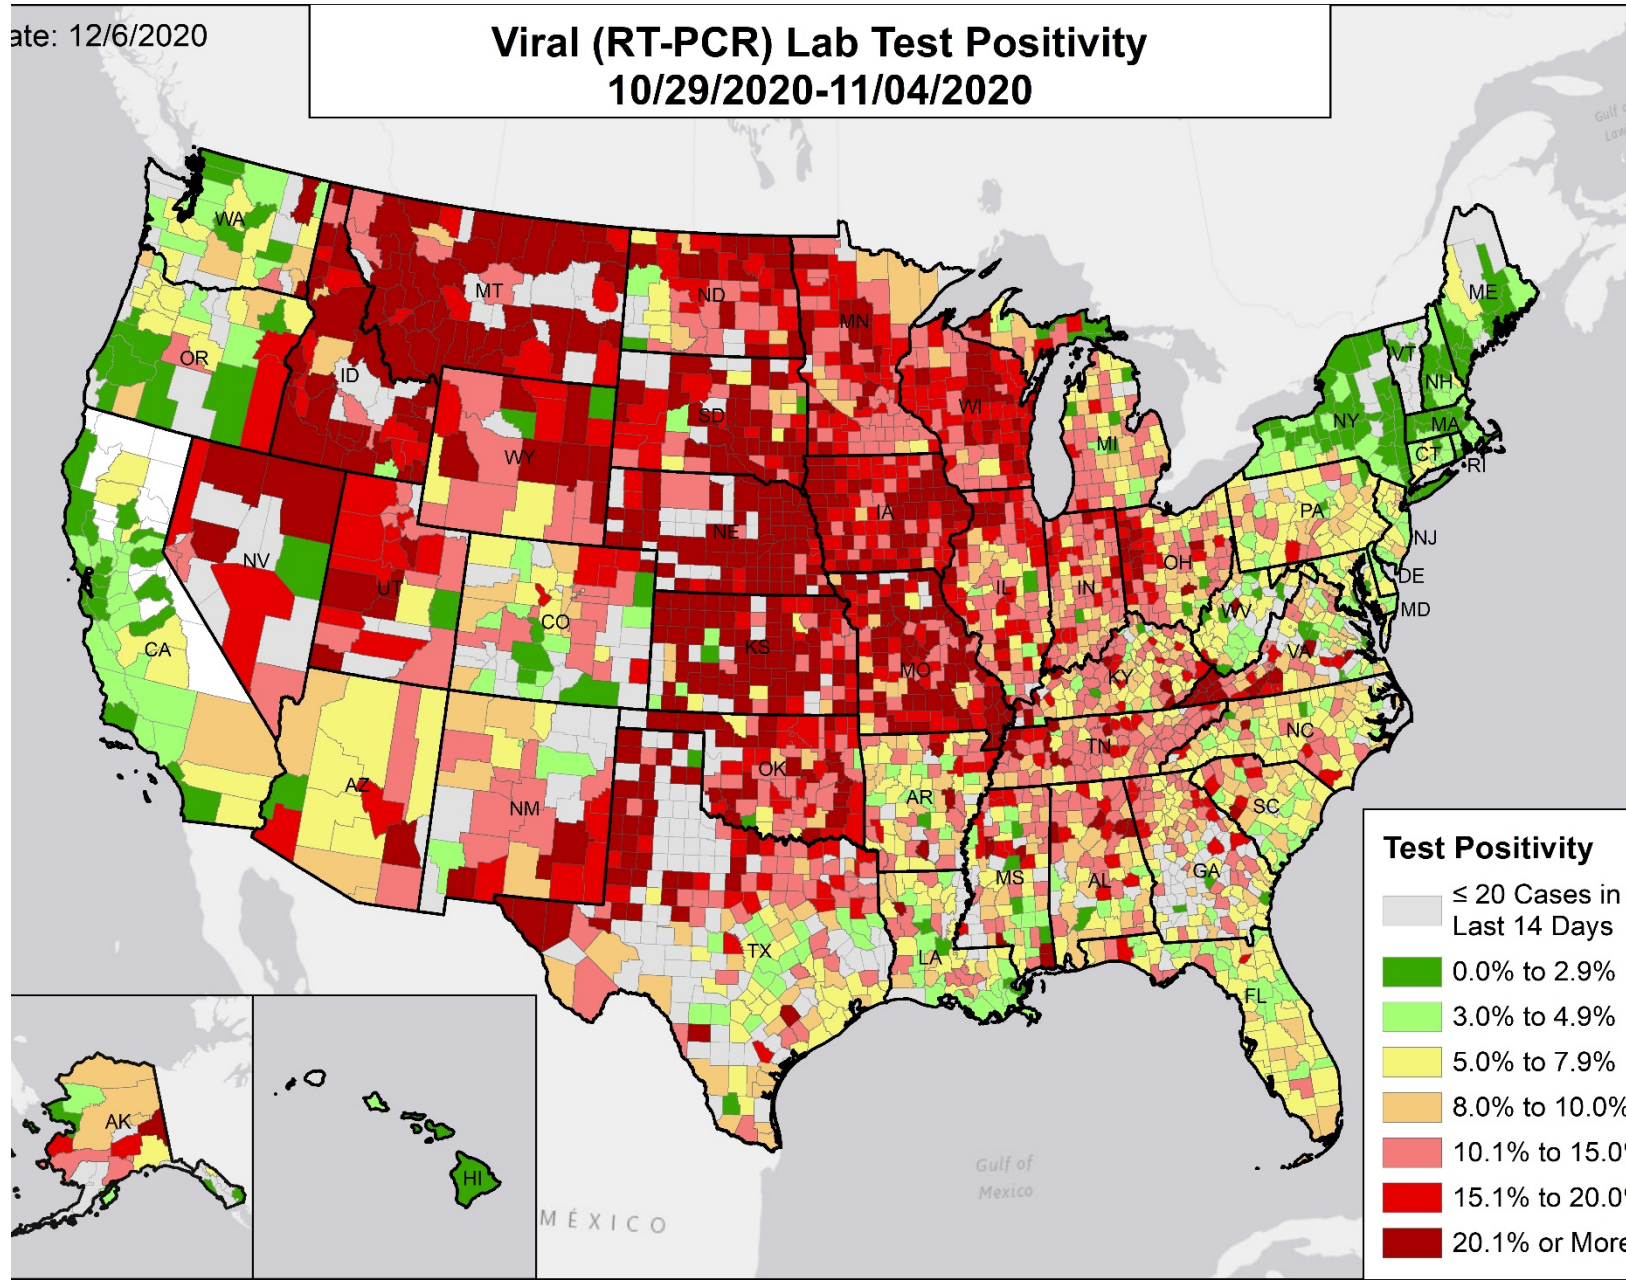 ate: 12/6/2020
Viral (RT-PCR) Lab Test Positivity
10/29/2020-11/04/2020
Gulf
Law
WA
MT
ND
MN
ME
OR
ID
SD
WI
VT
NH
NY
MA
MI
CT
RI
WY
IA
NE
PA
NV
UT
CO
IL
IN
OH
NJ
DE
MD
WV
CA
KS
MO
KY
VA
AZ
NM
OK
AR
TN
NC
SC
MS
AL
GA
TX
LA
FL
AK
HI
MÉXICO
Gulf of
Mexico
Test Positivity
≤ 20 Cases in
Last 14 Days
0.0% to 2.9%
3.0% to 4.9%
5.0% to 7.9%
8.0% to 10.0%
10.1% to 15.0%
15.1% to 20.0%
20.1% or More